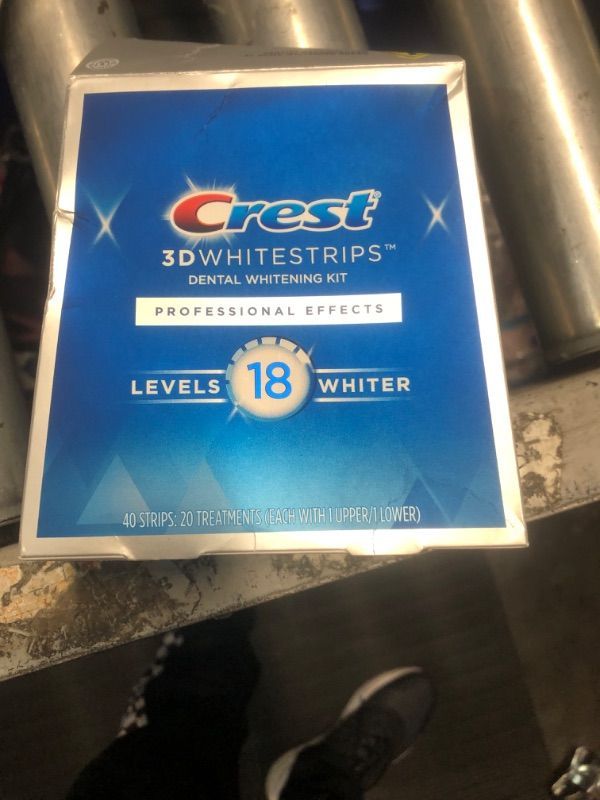 Crest®
3DWHITESTRIPS™
DENTAL WHITENING KIT
PROFESSIONAL EFFECTS
LEVELS 18 WHITER
40 STRIPS: 20 TREATMENTS (EACH WITH 1 UPPER/1 LOWER)